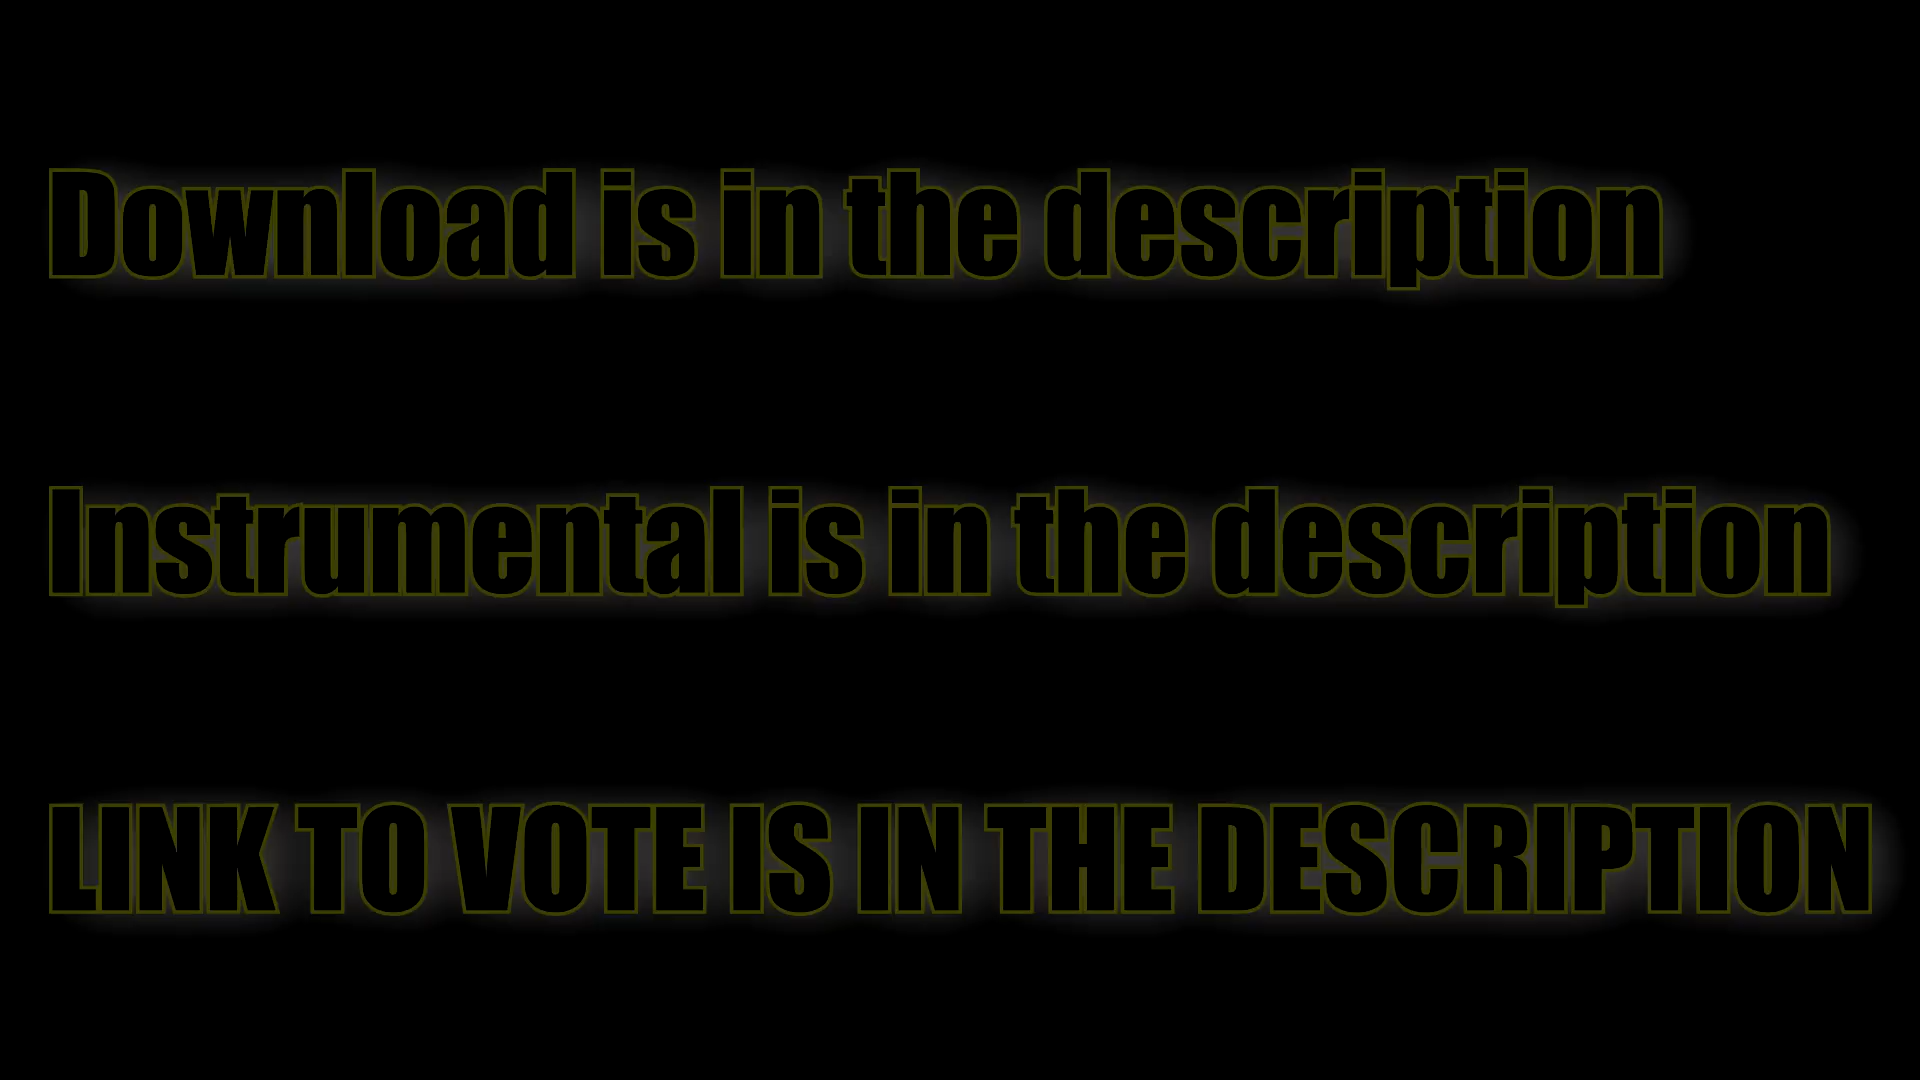 Download is in the description
Instrumental is in the description
LINK TO VOTE IS IN THE DESCRIPTION